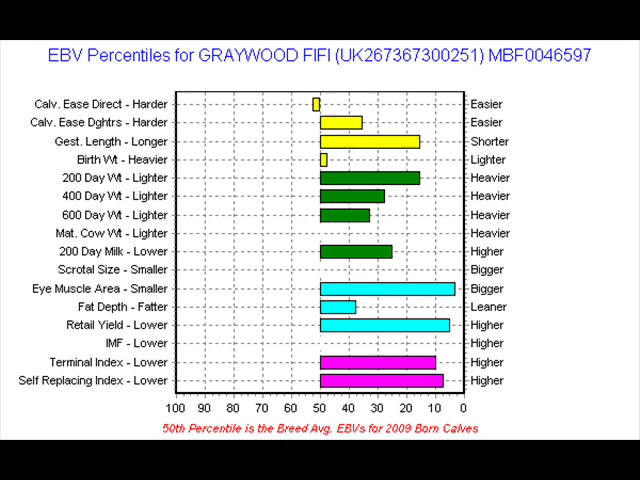 EBV Percentiles for GRAYWOOD FIFI (UK267367300251) MBF0046597
Calv. Ease Direct - Harder Easier
Calv. Ease Dghtrs - Harder Easier
Gest. Length - Longer Shorter
Birth Wt - Heavier Lighter
200 Day Wt - Lighter Heavier
400 Day Wt - Lighter Heavier
600 Day Wt - Lighter Heavier
Mat. Cow Wt - Lighter Heavier
200 Day Milk - Lower Higher
Scrotal Size - Smaller Bigger
Eye Muscle Area - Smaller Bigger
Fat Depth - Fatter Leaner
Retail Yield - Lower Higher
IMF - Lower Higher
Terminal Index - Lower Higher
Self Replacing Index - Lower Higher
100 90 80 70 60 50 40 30 20 10 0
50th Percentile is the Breed Avg. EBVs for 2009 Born Calves